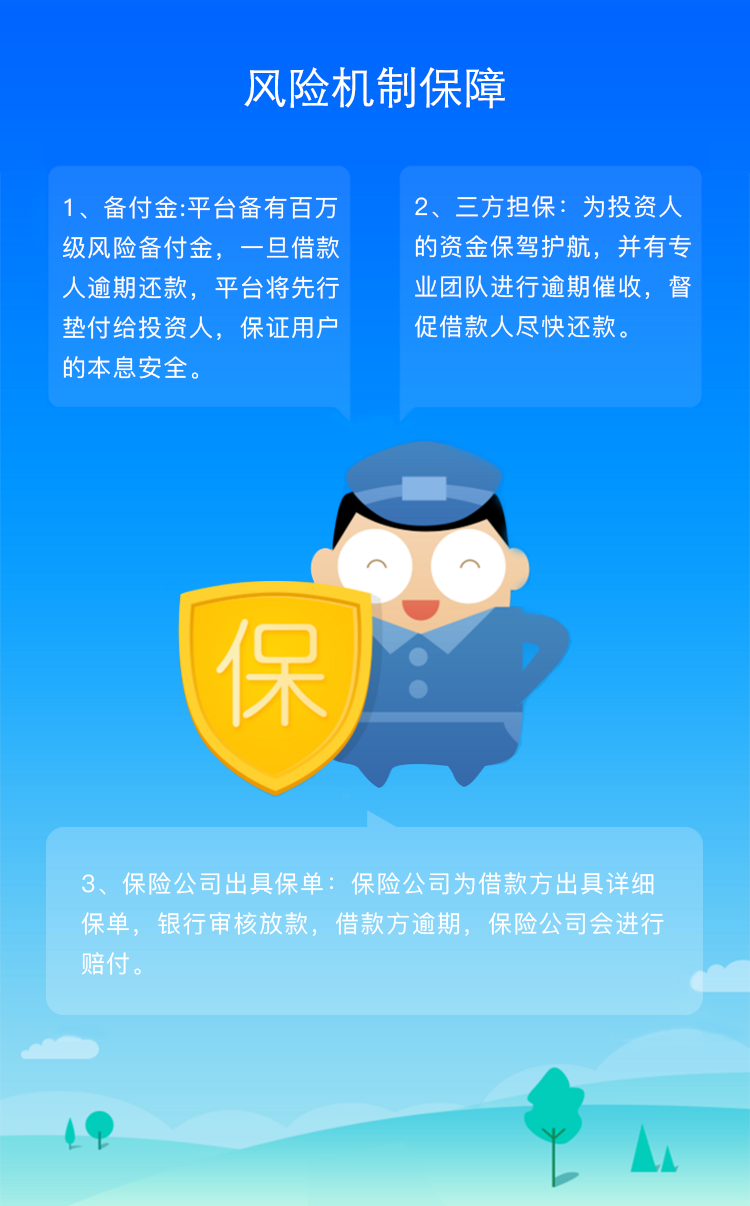 风险机制保障
1、备付金:平台备有百万
级风险备付金，一旦借款
人逾期还款，平台将先行
垫付给投资人，保证用户
的本息安全。
2、三方担保：为投资人
的资金保驾护航，并有专
业团队进行逾期催收，督
促借款人尽快还款。
保
3、保险公司出具保单：保险公司为借款方出具详细
保单，银行审核放款，借款方逾期，保险公司会进行
赔付。